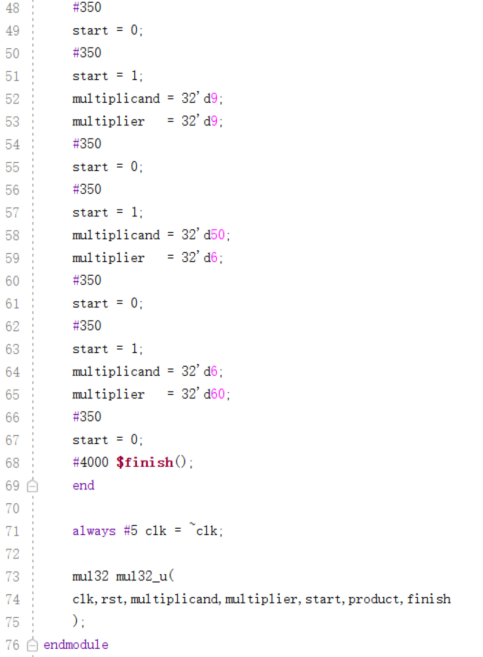 48 #350
49 start = 0;
50 #350
51 start = 1;
52 multiplicand = 32'd9;
53 multiplier   = 32'd9;
54 #350
55 start = 0;
56 #350
57 start = 1;
58 multiplicand = 32'd50;
59 multiplier   = 32'd6;
60 #350
61 start = 0;
62 #350
63 start = 1;
64 multiplicand = 32'd6;
65 multiplier   = 32'd60;
66 #350
67 start = 0;
68 #4000 $finish();
69 end
70
71 always #5 clk = ~clk;
72
73 mul32 mul32_u(
74 clk,rst,multiplicand,multiplier,start,product,finish
75 );
76 endmodule